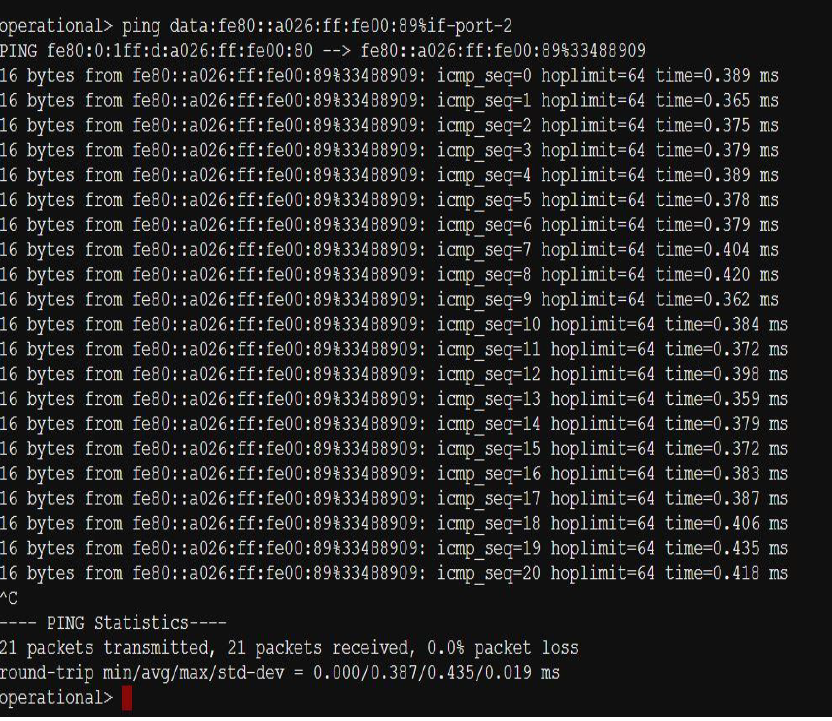 operational> ping data:fe80::a026:ff:fe00:89%if-port-2
PING fe80:0:1ff:d:a026:ff:fe00:80 --> fe80::a026:ff:fe00:89%33488909
16 bytes from fe80::a026:ff:fe00:89%33488909: icmp_seq=0 hoplimit=64 time=0.389 ms
16 bytes from fe80::a026:ff:fe00:89%33488909: icmp_seq=1 hoplimit=64 time=0.365 ms
16 bytes from fe80::a026:ff:fe00:89%33488909: icmp_seq=2 hoplimit=64 time=0.375 ms
16 bytes from fe80::a026:ff:fe00:89%33488909: icmp_seq=3 hoplimit=64 time=0.379 ms
16 bytes from fe80::a026:ff:fe00:89%33488909: icmp_seq=4 hoplimit=64 time=0.389 ms
16 bytes from fe80::a026:ff:fe00:89%33488909: icmp_seq=5 hoplimit=64 time=0.378 ms
16 bytes from fe80::a026:ff:fe00:89%33488909: icmp_seq=6 hoplimit=64 time=0.379 ms
16 bytes from fe80::a026:ff:fe00:89%33488909: icmp_seq=7 hoplimit=64 time=0.404 ms
16 bytes from fe80::a026:ff:fe00:89%33488909: icmp_seq=8 hoplimit=64 time=0.420 ms
16 bytes from fe80::a026:ff:fe00:89%33488909: icmp_seq=9 hoplimit=64 time=0.362 ms
16 bytes from fe80::a026:ff:fe00:89%33488909: icmp_seq=10 hoplimit=64 time=0.384 ms
16 bytes from fe80::a026:ff:fe00:89%33488909: icmp_seq=11 hoplimit=64 time=0.372 ms
16 bytes from fe80::a026:ff:fe00:89%33488909: icmp_seq=12 hoplimit=64 time=0.398 ms
16 bytes from fe80::a026:ff:fe00:89%33488909: icmp_seq=13 hoplimit=64 time=0.359 ms
16 bytes from fe80::a026:ff:fe00:89%33488909: icmp_seq=14 hoplimit=64 time=0.379 ms
16 bytes from fe80::a026:ff:fe00:89%33488909: icmp_seq=15 hoplimit=64 time=0.372 ms
16 bytes from fe80::a026:ff:fe00:89%33488909: icmp_seq=16 hoplimit=64 time=0.383 ms
16 bytes from fe80::a026:ff:fe00:89%33488909: icmp_seq=17 hoplimit=64 time=0.387 ms
16 bytes from fe80::a026:ff:fe00:89%33488909: icmp_seq=18 hoplimit=64 time=0.406 ms
16 bytes from fe80::a026:ff:fe00:89%33488909: icmp_seq=19 hoplimit=64 time=0.435 ms
16 bytes from fe80::a026:ff:fe00:89%33488909: icmp_seq=20 hoplimit=64 time=0.418 ms
^C
---- PING Statistics----
21 packets transmitted, 21 packets received, 0.0% packet loss
round-trip min/avg/max/std-dev = 0.000/0.387/0.435/0.019 ms
operational>